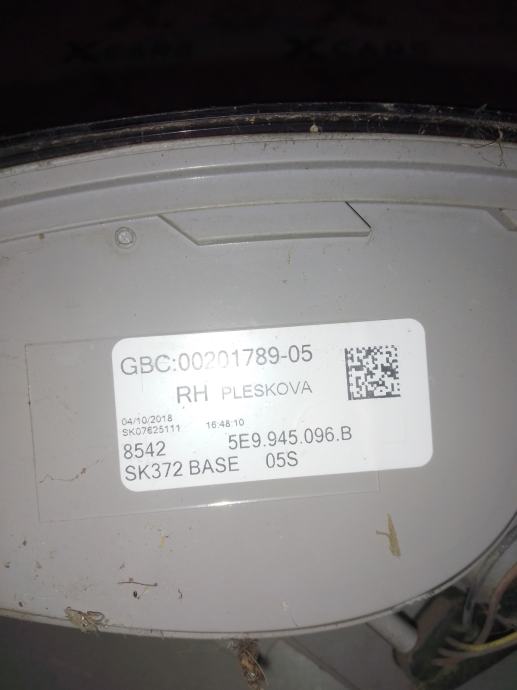 X CARS
GBC:00201789-05
RH PLESKOVA
04/10/2018 16:48:10
SK07625111
8542 5E9.945.096.B
SK372 BASE 05S